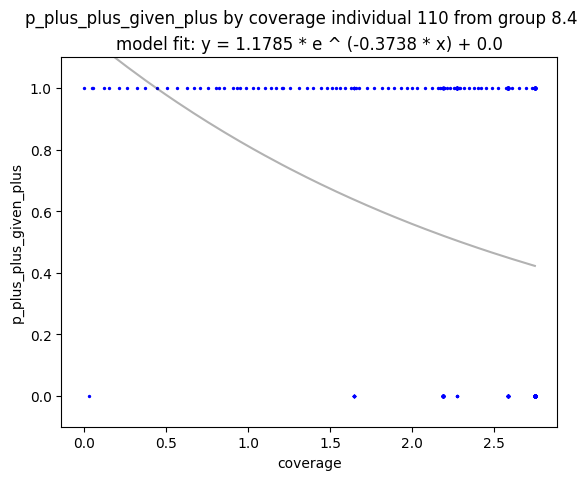 p_plus_plus_given_plus by coverage individual 110 from group 8.4
model fit: y = 1.1785 * e ^ (-0.3738 * x) + 0.0
1.0
0.8
0.6
0.4
0.2
0.0
p_plus_plus_given_plus
0.0 0.5 1.0 1.5 2.0 2.5
coverage